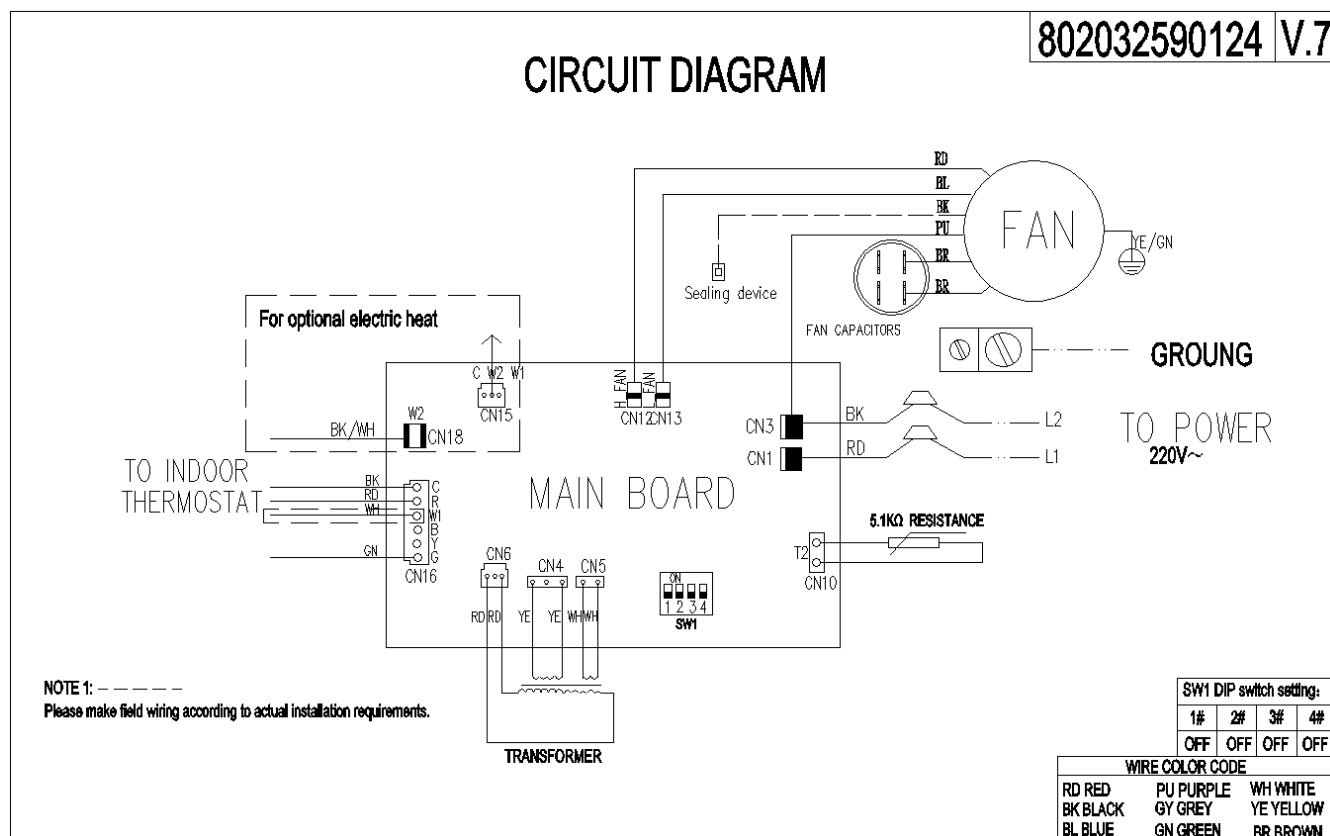 802032590124 V.7
CIRCUIT DIAGRAM
RD
BL
BK
PU
BR
BR
FAN
YE/GN
Sealing device
FAN CAPACITORS
For optional electric heat
GROUNG
C W2 W1
CN15
H FAN
L FAN
CN12
CN13
W2
BK/WH
CN18
CN3
BK
L2
CN1
RD
L1
TO POWER
220V~
TO INDOOR
THERMOSTAT
BK
RD
WH
GN
C
R
W1
B
Y
G
CN16
MAIN BOARD
5.1KΩ RESISTANCE
T2
CN10
CN6
CN4
CN5
RD RD
YE
YE
WH WH
ON
1 2 3 4
SW1
TRANSFORMER
NOTE 1: – – – – – –
Please make field wiring according to actual installation requirements.
SW1 DIP switch setting:
1# 2# 3# 4#
OFF OFF OFF OFF
WIRE COLOR CODE
RD RED PU PURPLE WH WHITE
BK BLACK GY GREY YE YELLOW
BL BLUE GN GREEN BR BROWN